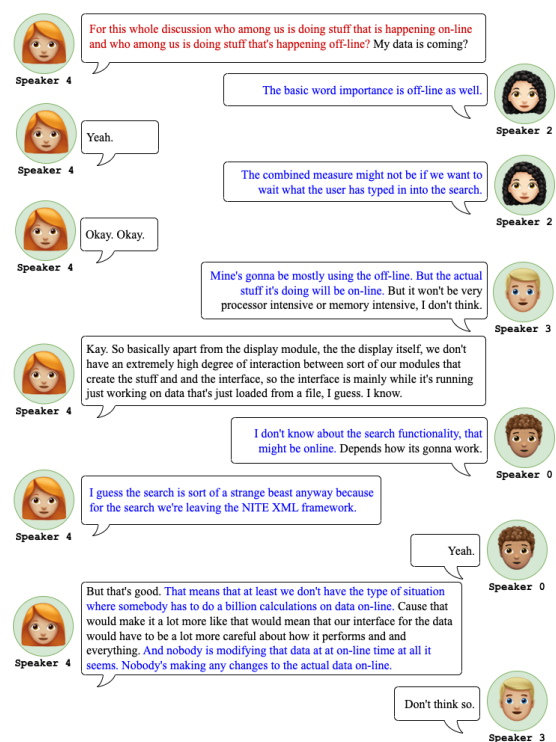 For this whole discussion who among us is doing stuff that is happening on-line
and who among us is doing stuff that's happening off-line? My data is coming?
Speaker 4
The basic word importance is off-line as well.
Speaker 2
Yeah.
Speaker 4
The combined measure might not be if we want to
wait what the user has typed in into the search.
Speaker 2
Okay. Okay.
Speaker 4
Mine's gonna be mostly using the off-line. But the actual
stuff it's doing will be on-line. But it won't be very
processor intensive or memory intensive, I don't think.
Speaker 3
Kay. So basically apart from the display module, the the display itself, we don't
have an extremely high degree of interaction between sort of our modules that
create the stuff and and the interface, so the interface is mainly while it's running
just working on data that's just loaded from a file, I guess. I know.
Speaker 4
I don't know about the search functionality, that
might be online. Depends how its gonna work.
Speaker 0
I guess the search is sort of a strange beast anyway because
for the search we're leaving the NITE XML framework.
Speaker 4
Yeah.
Speaker 0
But that's good. That means that at least we don't have the type of situation
where somebody has to do a billion calculations on data on-line. Cause that
would make it a lot more like that would mean that our interface for the data
would have to be a lot more careful about how it performs and and
everything. And nobody is modifying that data at at on-line time at all it
seems. Nobody's making any changes to the actual data on-line.
Speaker 4
Don't think so.
Speaker 3